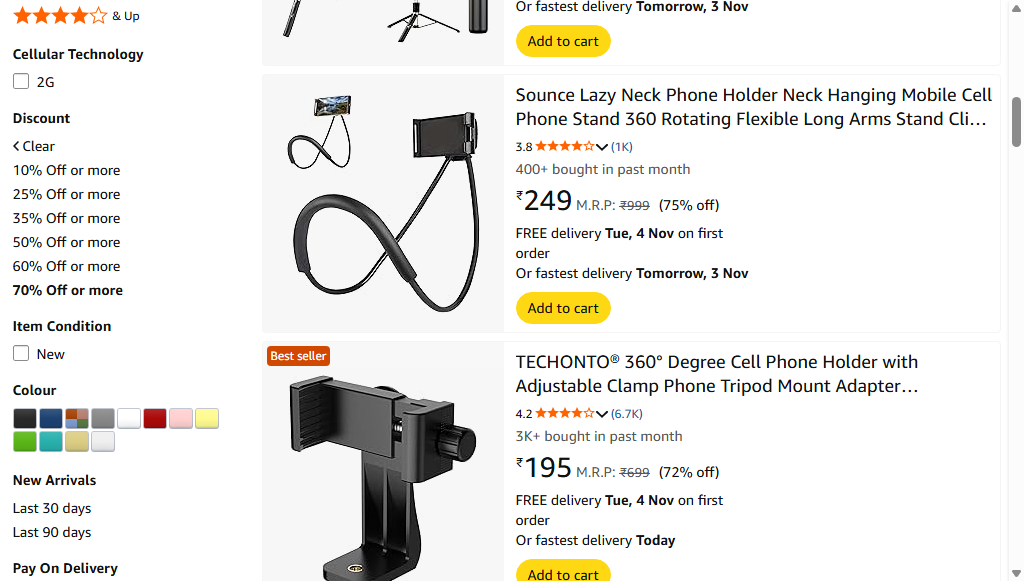 & Up
Cellular Technology
2G
Discount
Clear
10% Off or more
25% Off or more
35% Off or more
50% Off or more
60% Off or more
70% Off or more
Item Condition
New
Colour
New Arrivals
Last 30 days
Last 90 days
Pay On Delivery
Or fastest delivery Tomorrow, 3 Nov
Add to cart
Sounce Lazy Neck Phone Holder Neck Hanging Mobile Cell
Phone Stand 360 Rotating Flexible Long Arms Stand Cli...
3.8 (1K)
400+ bought in past month
₹249 M.R.P: ₹999 (75% off)
FREE delivery Tue, 4 Nov on first
order
Or fastest delivery Tomorrow, 3 Nov
Add to cart
Best seller
TECHONTO® 360° Degree Cell Phone Holder with
Adjustable Clamp Phone Tripod Mount Adapter...
4.2 (6.7K)
3K+ bought in past month
₹195 M.R.P: ₹699 (72% off)
FREE delivery Tue, 4 Nov on first
order
Or fastest delivery Today
Add to cart